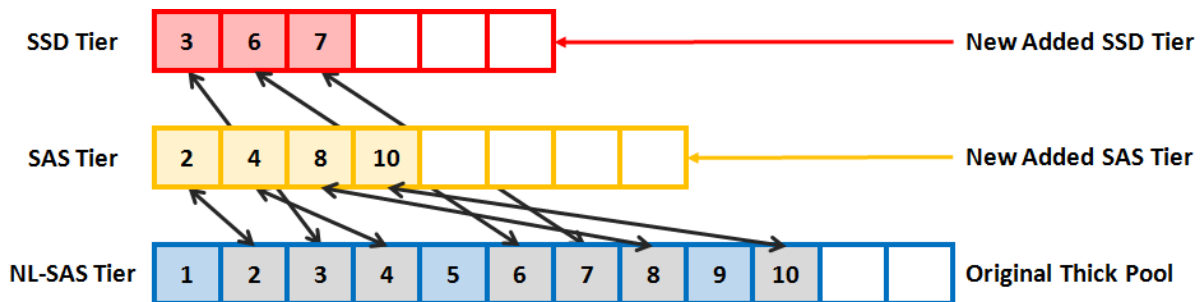 SSD Tier 3 6 7 New Added SSD Tier
SAS Tier 2 4 8 10 New Added SAS Tier
NL-SAS Tier 1 2 3 4 5 6 7 8 9 10 Original Thick Pool